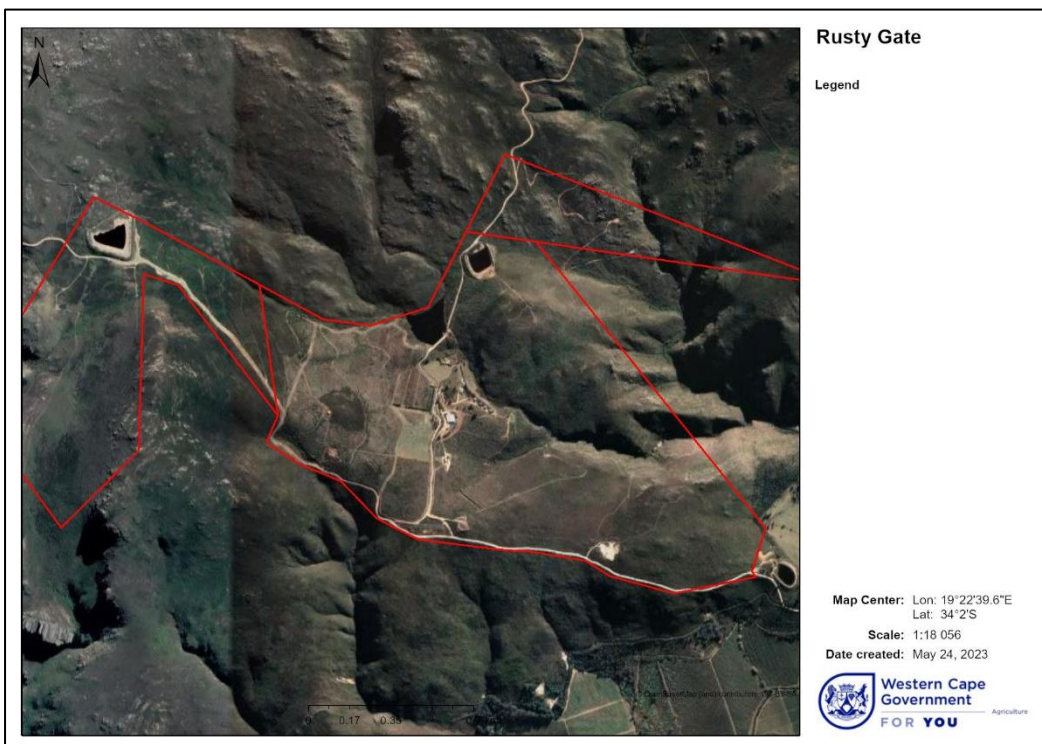 Rusty Gate
Legend
N
0 0.17 0.35
Map Center: Lon: 19°22'39.6"E
Lat: 34°2'S
Scale: 1:18 056
Date created: May 24, 2023
Western Cape
Government
Agriculture
FOR YOU